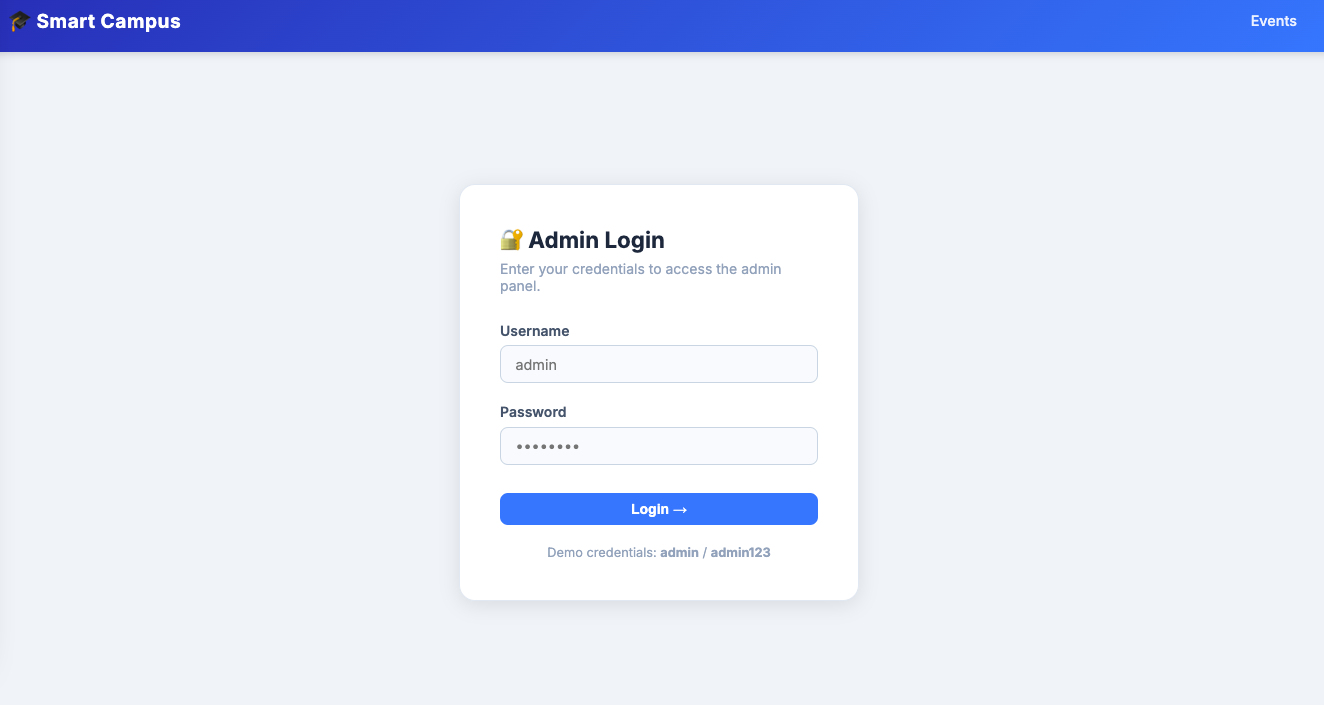 🎓 Smart Campus
Events
🔐 Admin Login
Enter your credentials to access the admin
panel.
Username
admin
Password
••••••••
Login →
Demo credentials: admin / admin123